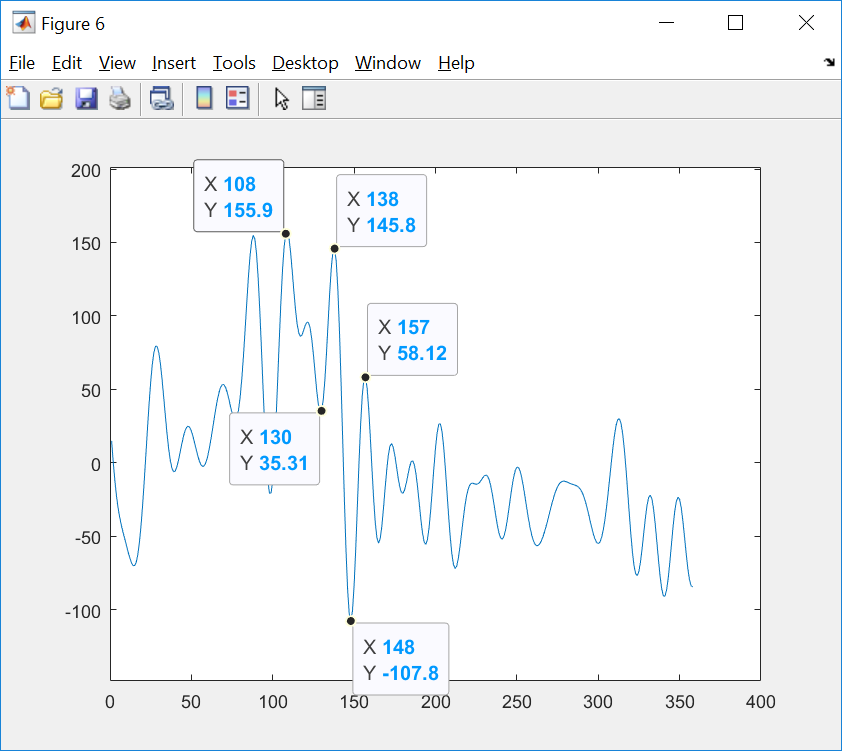 Figure 6
File Edit View Insert Tools Desktop Window Help
200
150
100
50
0
-50
-100
X 108
Y 155.9
X 138
Y 145.8
X 157
Y 58.12
X 130
Y 35.31
X 148
Y -107.8
0 50 100 150 200 250 300 350 400